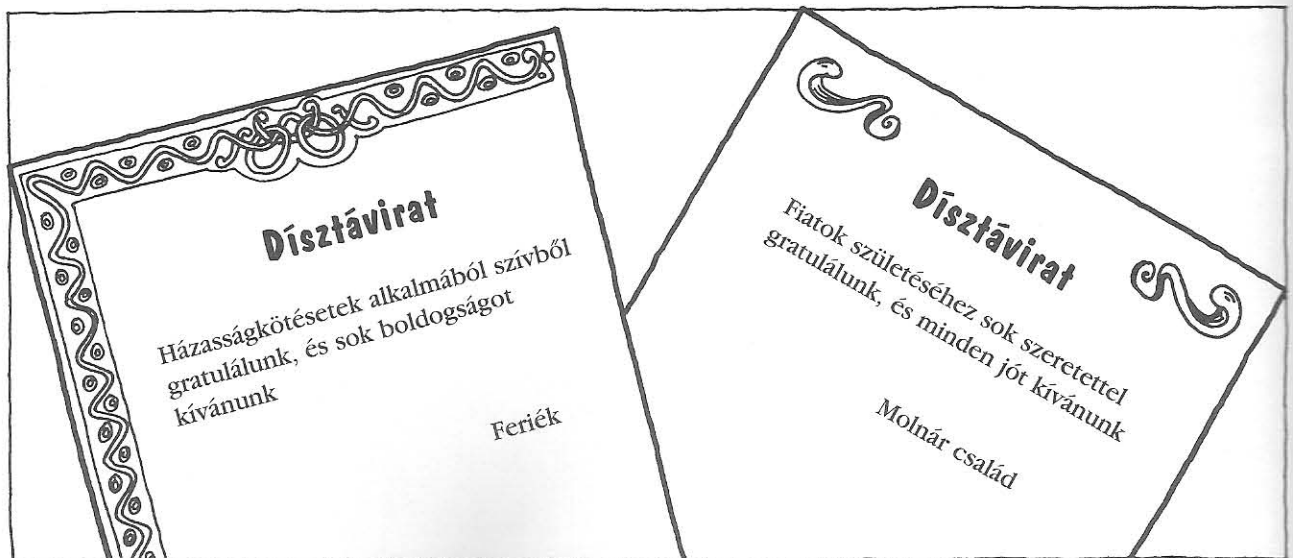 Dísztávirat
Házasságkötésetek alkalmából szívből
gratulálunk, és sok boldogságot
kívánunk
Feriék
Dísztávirat
Fiatok születéséhez sok szeretettel
gratulálunk, és minden jót kívánunk
Molnár család